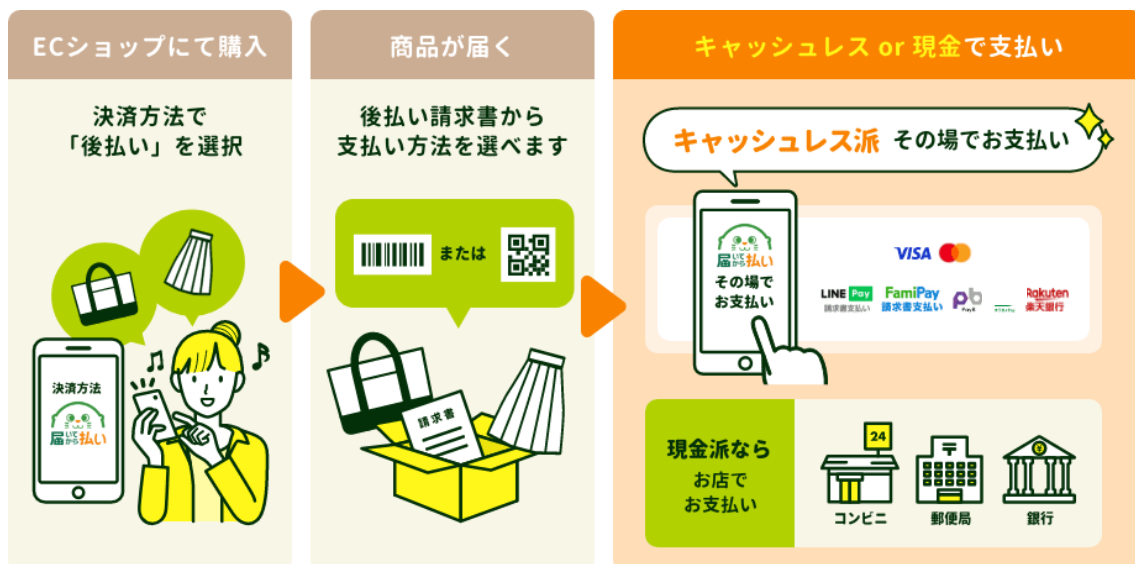 ECショップにて購入
決済方法で
「後払い」を選択
決済方法
届いてから払い
商品が届く
後払い請求書から
支払い方法を選べます
または
請求書
キャッシュレス or 現金で支払い
キャッシュレス派 その場でお支払い
届いてから払い
その場で
お支払い
VISA
LINE Pay
請求書支払い
FamiPay
請求書支払い
pb
PayB
Rakuten
楽天銀行
現金派なら
お店で
お支払い
24
コンビニ
〒
郵便局
¥
銀行